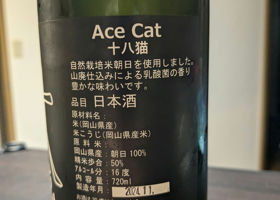 Ace Cat
十八猫
自然栽培米朝日を使用しました。
山廃仕込みによる乳酸菌の香り
豊かな味わいです。
品目 日本酒
原材料名：
米(岡山県産)
米こうじ(岡山県産米)
原 料 米：
岡山県産：朝日 100%
精米歩合：50%
アルコール分：16度
内 容 量：720ml
製造年月：